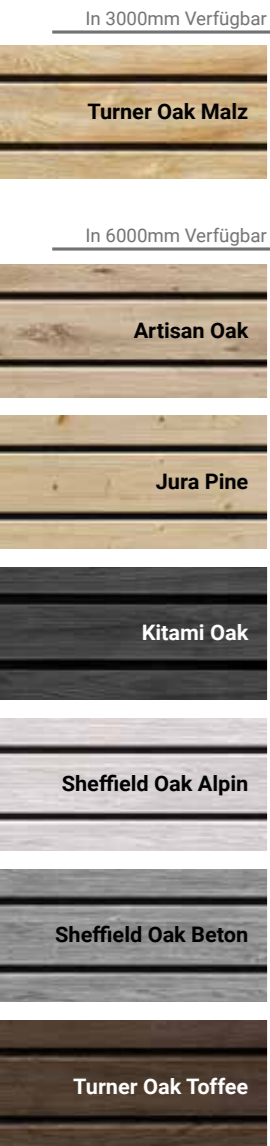 In 3000mm Verfügbar
Turner Oak Malz
In 6000mm Verfügbar
Artisan Oak
Jura Pine
Kitami Oak
Sheffield Oak Alpin
Sheffield Oak Beton
Turner Oak Toffee